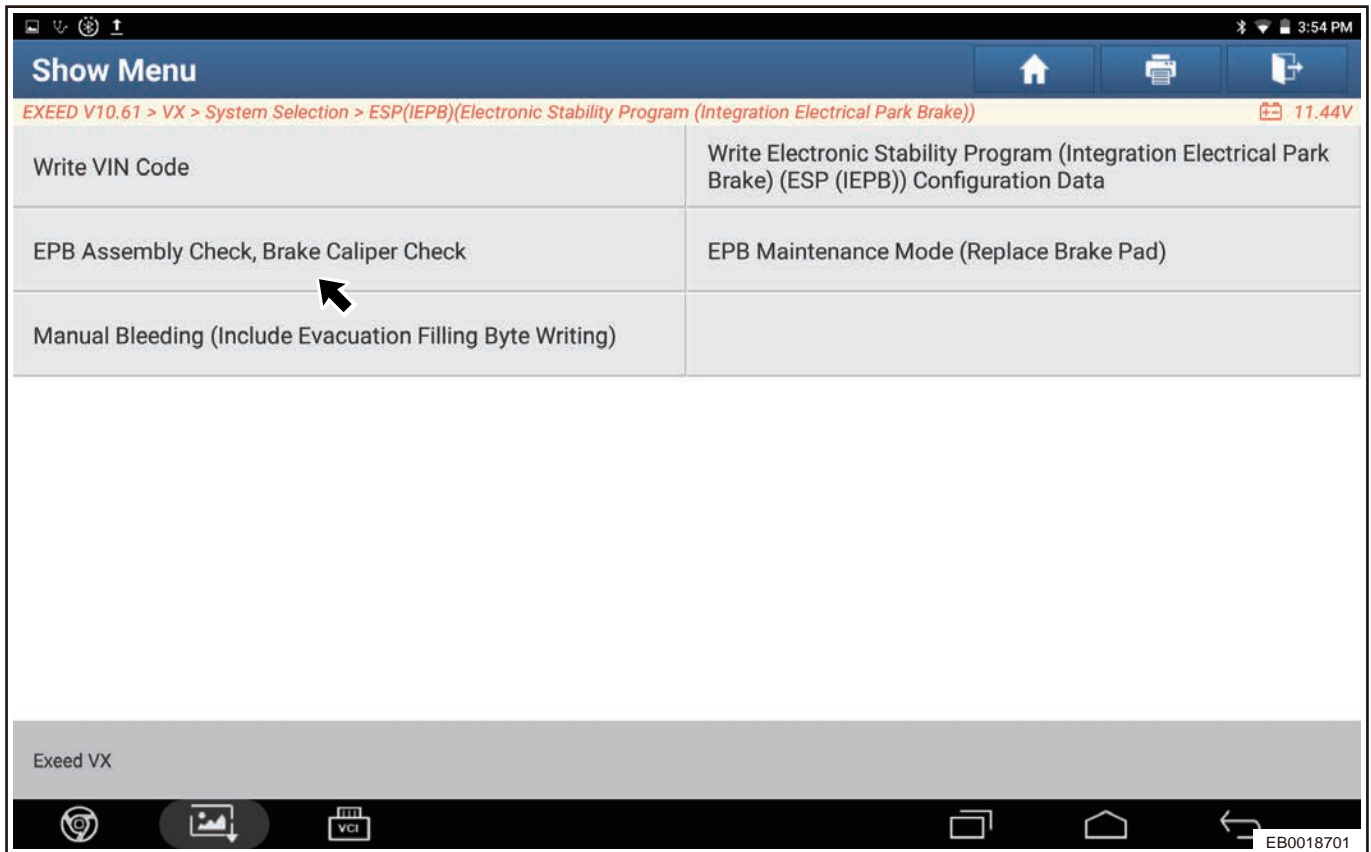 3:54 PM
Show Menu
EXEED V10.61 > VX > System Selection > ESP(IEPB)(Electronic Stability Program (Integration Electrical Park Brake))
11.44V
Write VIN Code
Write Electronic Stability Program (Integration Electrical Park
Brake) (ESP (IEPB)) Configuration Data
EPB Assembly Check, Brake Caliper Check
EPB Maintenance Mode (Replace Brake Pad)
Manual Bleeding (Include Evacuation Filling Byte Writing)
Exeed VX
VCI
EB0018701